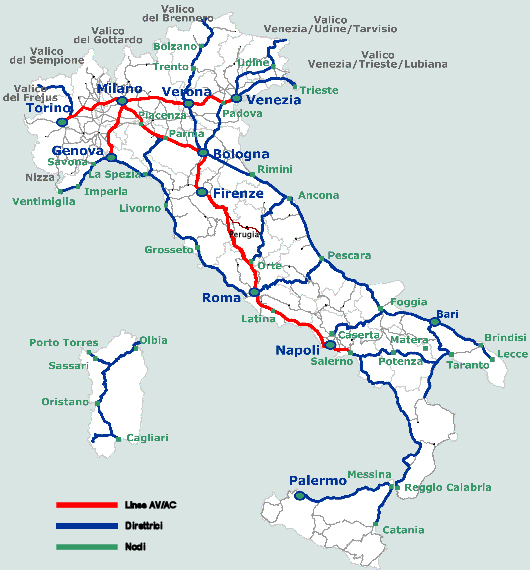 Valico
del Brennero
Valico
Venezia/Udine/Tarvisio
Valico
del Gottardo
Bolzano
Valico
del Sempione
Trento
Udine
Valico
Venezia/Trieste/Lubiana
Valico
del Frejus
Milano
Verona
Venezia
Trieste
Torino
Piacenza
Padova
Parma
Genova
Bologna
Savona
La Spezia
Rimini
Nizza
Imperia
Firenze
Ventimiglia
Ancona
Livorno
Perugia
Grosseto
Orte
Pescara
Roma
Foggia
Latina
Bari
Caserta
Matera
Brindisi
Napoli
Salerno
Potenza
Taranto
Lecce
Porto Torres
Olbia
Sassari
Oristano
Cagliari
Messina
Palermo
Reggio Calabria
Catania
Linee AV/AC
Direttrici
Nodi